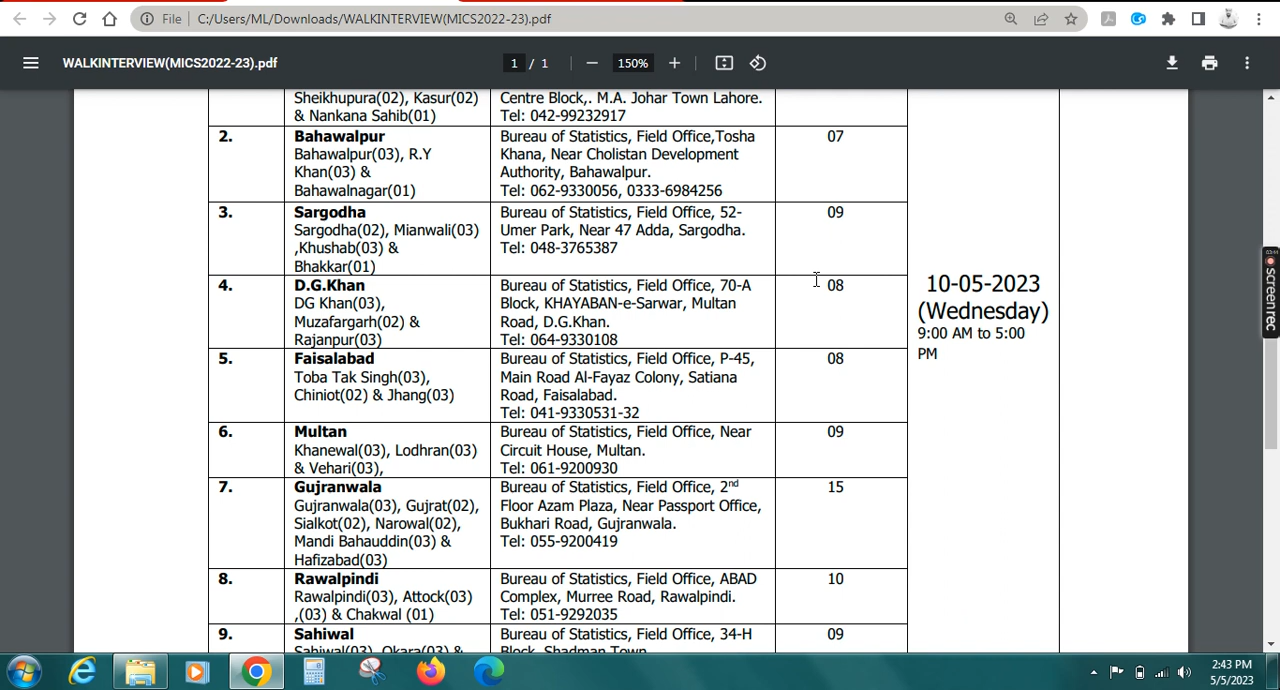 File C:/Users/ML/Downloads/WALKINTERVIEW(MICS2022-23).pdf
WALKINTERVIEW(MICS2022-23).pdf
1 / 1
150%
Sheikhupura(02), Kasur(02)
& Nankana Sahib(01)
Centre Block,. M.A. Johar Town Lahore.
Tel: 042-99232917
2.
Bahawalpur
Bahawalpur(03), R.Y
Khan(03) &
Bahawalnagar(01)
Bureau of Statistics, Field Office,Tosha
Khana, Near Cholistan Development
Authority, Bahawalpur.
Tel: 062-9330056, 0333-6984256
07
3.
Sargodha
Sargodha(02), Mianwali(03)
,Khushab(03) &
Bhakkar(01)
Bureau of Statistics, Field Office, 52-
Umer Park, Near 47 Adda, Sargodha.
Tel: 048-3765387
09
4.
D.G.Khan
DG Khan(03),
Muzafargarh(02) &
Rajanpur(03)
Bureau of Statistics, Field Office, 70-A
Block, KHAYABAN-e-Sarwar, Multan
Road, D.G.Khan.
Tel: 064-9330108
08
10-05-2023
(Wednesday)
9:00 AM to 5:00
PM
5.
Faisalabad
Toba Tak Singh(03),
Chiniot(02) & Jhang(03)
Bureau of Statistics, Field Office, P-45,
Main Road Al-Fayaz Colony, Satiana
Road, Faisalabad.
Tel: 041-9330531-32
08
6.
Multan
Khanewal(03), Lodhran(03)
& Vehari(03),
Bureau of Statistics, Field Office, Near
Circuit House, Multan.
Tel: 061-9200930
09
7.
Gujranwala
Gujranwala(03), Gujrat(02),
Sialkot(02), Narowal(02),
Mandi Bahauddin(03) &
Hafizabad(03)
Bureau of Statistics, Field Office, 2nd
Floor Azam Plaza, Near Passport Office,
Bukhari Road, Gujranwala.
Tel: 055-9200419
15
8.
Rawalpindi
Rawalpindi(03), Attock(03)
,(03) & Chakwal (01)
Bureau of Statistics, Field Office, ABAD
Complex, Murree Road, Rawalpindi.
Tel: 051-9292035
10
9.
Sahiwal
Sahiwal(03), Okara(03) &
Bureau of Statistics, Field Office, 34-H
Block, Shadman Town
09
screenrec
2:43 PM
5/5/2023